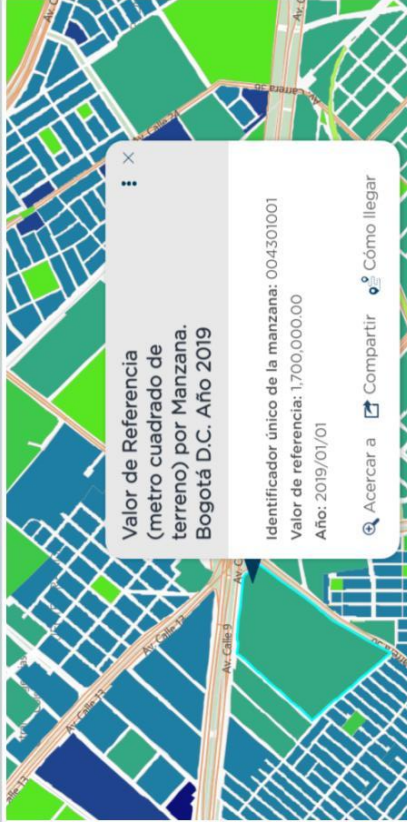 Valor de Referencia
(metro cuadrado de
terreno) por Manzana.
Bogotá D.C. Año 2019
Identificador único de la manzana: 004301001
Valor de referencia: 1,700,000.00
Año: 2019/01/01
Acercar a Compartir Cómo llegar
Av. Calle 24
Av. Carrera
Av. Calle 13
Av. Calle 12
Av. Calle 9
Av. C